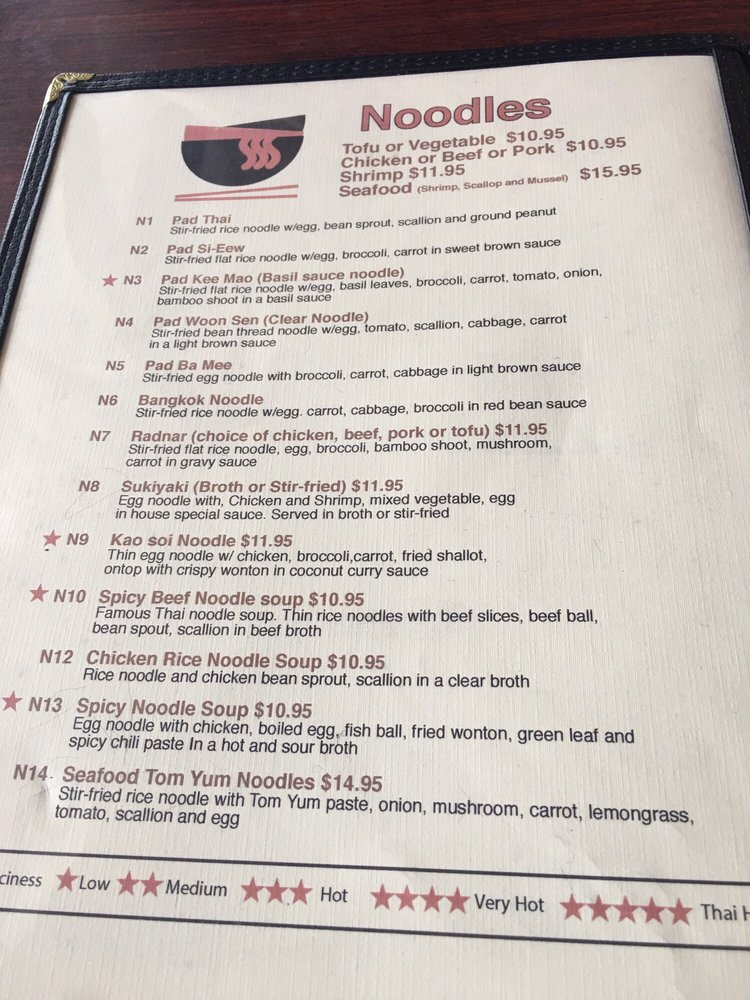 Noodles
Tofu or Vegetable $10.95
Chicken or Beef or Pork $10.95
Shrimp $11.95
Seafood (Shrimp, Scallop and Mussel) $15.95
N1 Pad Thai
Stir-fried rice noodle w/egg, bean sprout, scallion and ground peanut
N2 Pad Si-Eew
Stir-fried flat rice noodle w/egg, broccoli, carrot in sweet brown sauce
N3 Pad Kee Mao (Basil sauce noodle)
Stir-fried flat rice noodle w/egg, basil leaves, broccoli, carrot, tomato, onion,
bamboo shoot in a basil sauce
N4 Pad Woon Sen (Clear Noodle)
Stir-fried bean thread noodle w/egg, tomato, scallion, cabbage, carrot
in a light brown sauce
N5 Pad Ba Mee
Stir-fried egg noodle with broccoli, carrot, cabbage in light brown sauce
N6 Bangkok Noodle
Stir-fried rice noodle w/egg. carrot, cabbage, broccoli in red bean sauce
N7 Radnar (choice of chicken, beef, pork or tofu) $11.95
Stir-fried flat rice noodle, egg, broccoli, bamboo shoot, mushroom,
carrot in gravy sauce
N8 Sukiyaki (Broth or Stir-fried) $11.95
Egg noodle with, Chicken and Shrimp, mixed vegetable, egg
in house special sauce. Served in broth or stir-fried
N9 Kao soi Noodle $11.95
Thin egg noodle w/ chicken, broccoli,carrot, fried shallot,
ontop with crispy wonton in coconut curry sauce
N10 Spicy Beef Noodle soup $10.95
Famous Thai noodle soup. Thin rice noodles with beef slices, beef ball,
bean spout, scallion in beef broth
N12 Chicken Rice Noodle Soup $10.95
Rice noodle and chicken bean sprout, scallion in a clear broth
N13 Spicy Noodle Soup $10.95
Egg noodle with chicken, boiled egg, fish ball, fried wonton, green leaf and
spicy chili paste In a hot and sour broth
N14. Seafood Tom Yum Noodles $14.95
Stir-fried rice noodle with Tom Yum paste, onion, mushroom, carrot, lemongrass,
tomato, scallion and egg
ciness Low Medium Hot Very Hot Thai H